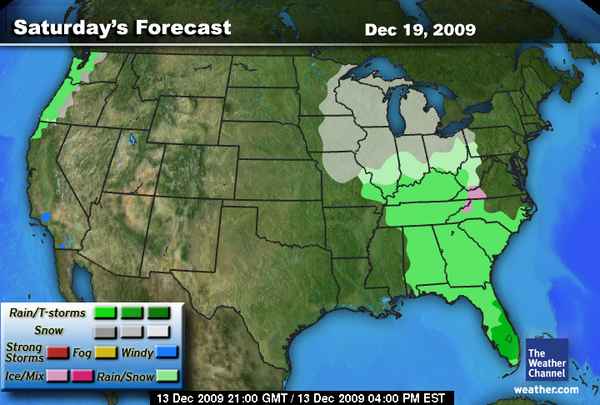 Saturday's Forecast
Dec 19, 2009
Rain/T-storms
Snow
Strong Storms
Fog
Windy
Ice/Mix
Rain/Snow
The Weather Channel
weather.com
13 Dec 2009 21:00 GMT / 13 Dec 2009 04:00 PM EST